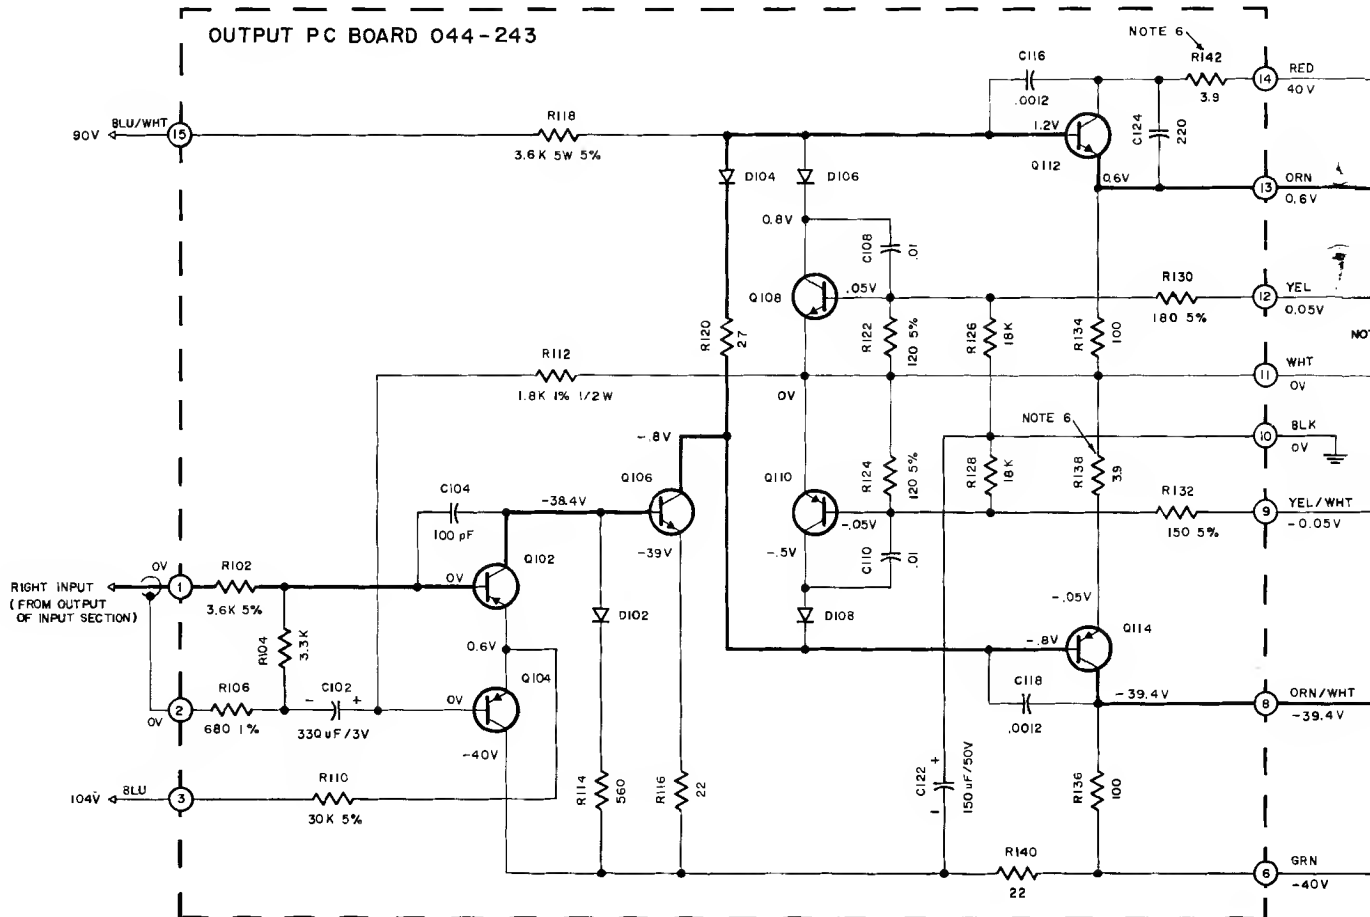 OUTPUT PC BOARD 044-243
NOTE 6
R142
3.9
14
RED
40V
C116
.0012
C124
220
90V
BLU/WHT
15
R118
3.6K 5W 5%
1.2V
Q112
0.6V
13
ORN
0.6V
D104
D106
0.8V
C108
.01
Q108
.05V
R130
180 5%
12
YEL
0.05V
R120
27
R122
120 5%
R126
18K
R134
100
NOT
R112
1.8K 1% 1/2W
0V
11
WHT
0V
NOTE 6
10
BLK
0V
-.8V
Q106
Q110
R124
120 5%
R128
18K
R138
3.9
R132
150 5%
9
YEL/WHT
-0.05V
C104
100 pF
-38.4V
-39V
-.05V
-.5V
C110
.01
Q102
0V
RIGHT INPUT
(FROM OUTPUT
OF INPUT SECTION)
0V
1
R102
3.6K 5%
D102
D108
-.05V
Q114
-.8V
R104
3.3K
0.6V
Q104
0V
2
R106
680 1%
C102
- +
330uF/3V
0V
-40V
C118
.0012
-39.4V
8
ORN/WHT
-39.4V
104V
BLU
3
R110
30K 5%
R114
560
R116
22
C122
+
-
150uF/50V
R136
100
R140
22
6
GRN
-40V